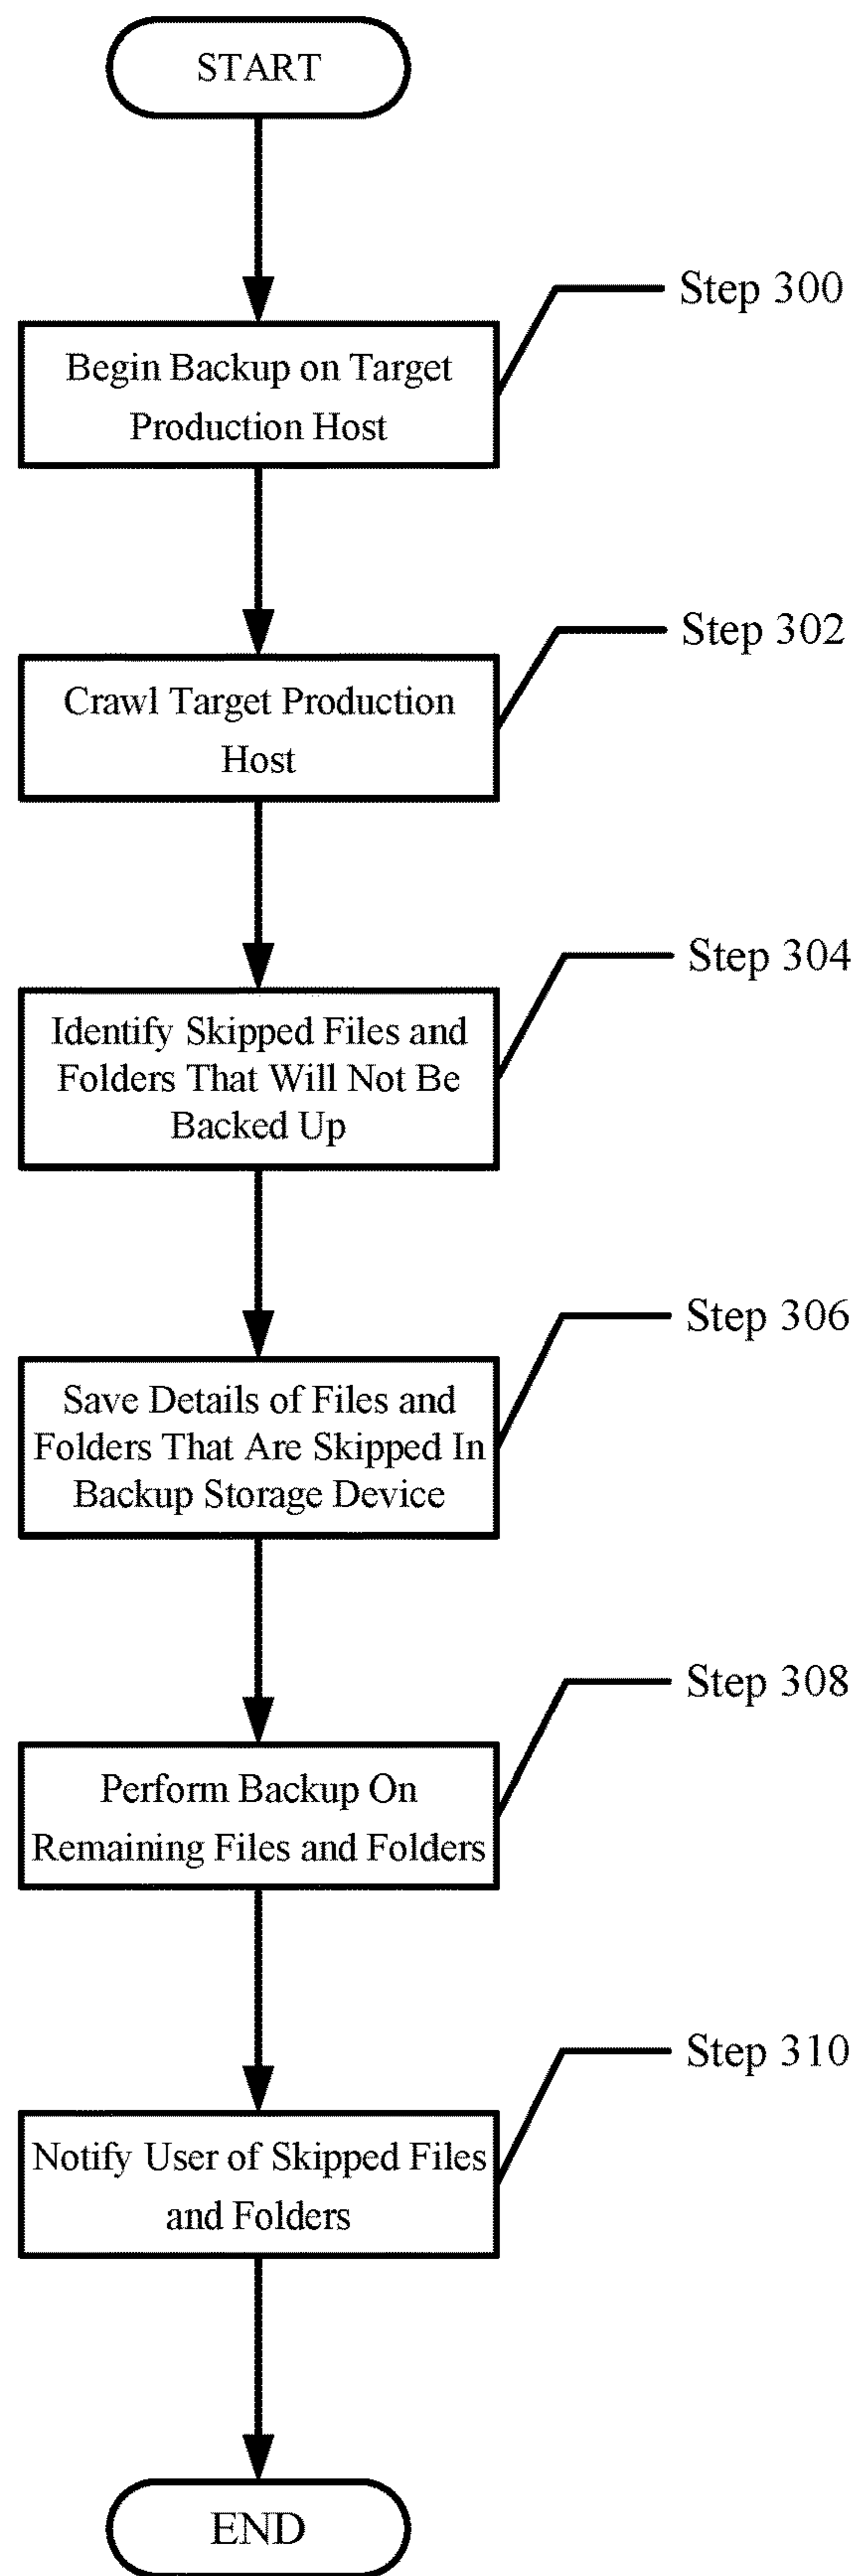 START
Step 300
Begin Backup on Target
Production Host
Step 302
Crawl Target Production
Host
Step 304
Identify Skipped Files and
Folders That Will Not Be
Backed Up
Step 306
Save Details of Files and
Folders That Are Skipped In
Backup Storage Device
Step 308
Perform Backup On
Remaining Files and Folders
Step 310
Notify User of Skipped Files
and Folders
END